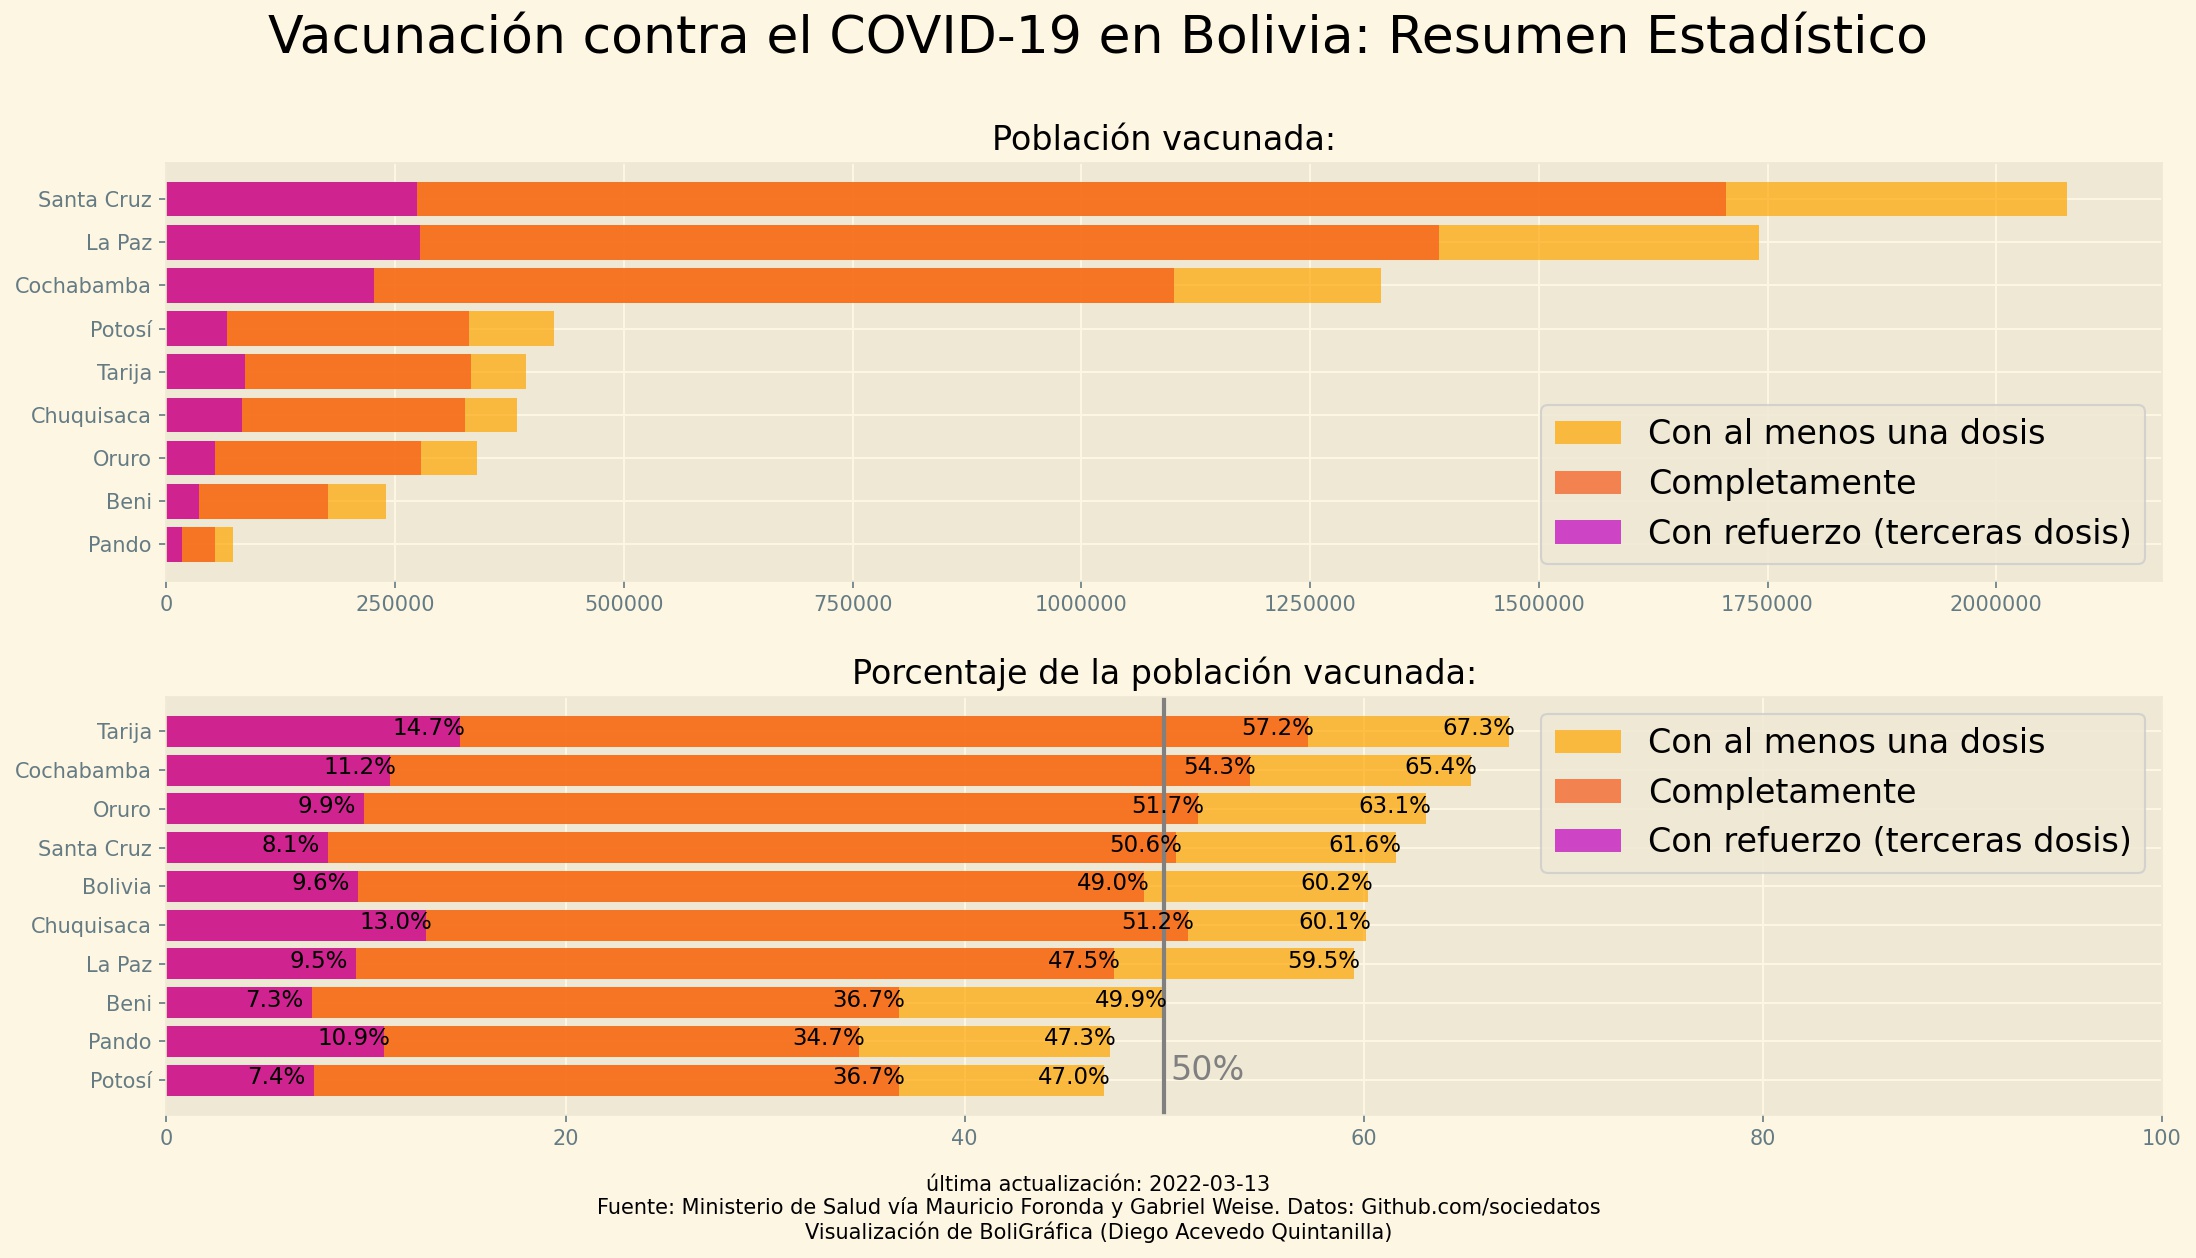 Vacunación contra el COVID-19 en Bolivia: Resumen Estadístico
Población vacunada:
Santa Cruz
La Paz
Cochabamba
Potosí
Tarija
Chuquisaca
Oruro
Beni
Pando
Con al menos una dosis
Completamente
Con refuerzo (terceras dosis)
0 250000 500000 750000 1000000 1250000 1500000 1750000 2000000
Porcentaje de la población vacunada:
Tarija 14.7% 57.2% 67.3%
Cochabamba 11.2% 54.3% 65.4%
Oruro 9.9% 51.7% 63.1%
Santa Cruz 8.1% 50.6% 61.6%
Bolivia 9.6% 49.0% 60.2%
Chuquisaca 13.0% 51.2% 60.1%
La Paz 9.5% 47.5% 59.5%
Beni 7.3% 36.7% 49.9%
Pando 10.9% 34.7% 47.3%
Potosí 7.4% 36.7% 47.0%
50%
Con al menos una dosis
Completamente
Con refuerzo (terceras dosis)
0 20 40 60 80 100
última actualización: 2022-03-13
Fuente: Ministerio de Salud vía Mauricio Foronda y Gabriel Weise. Datos: Github.com/sociedatos
Visualización de BoliGráfica (Diego Acevedo Quintanilla)